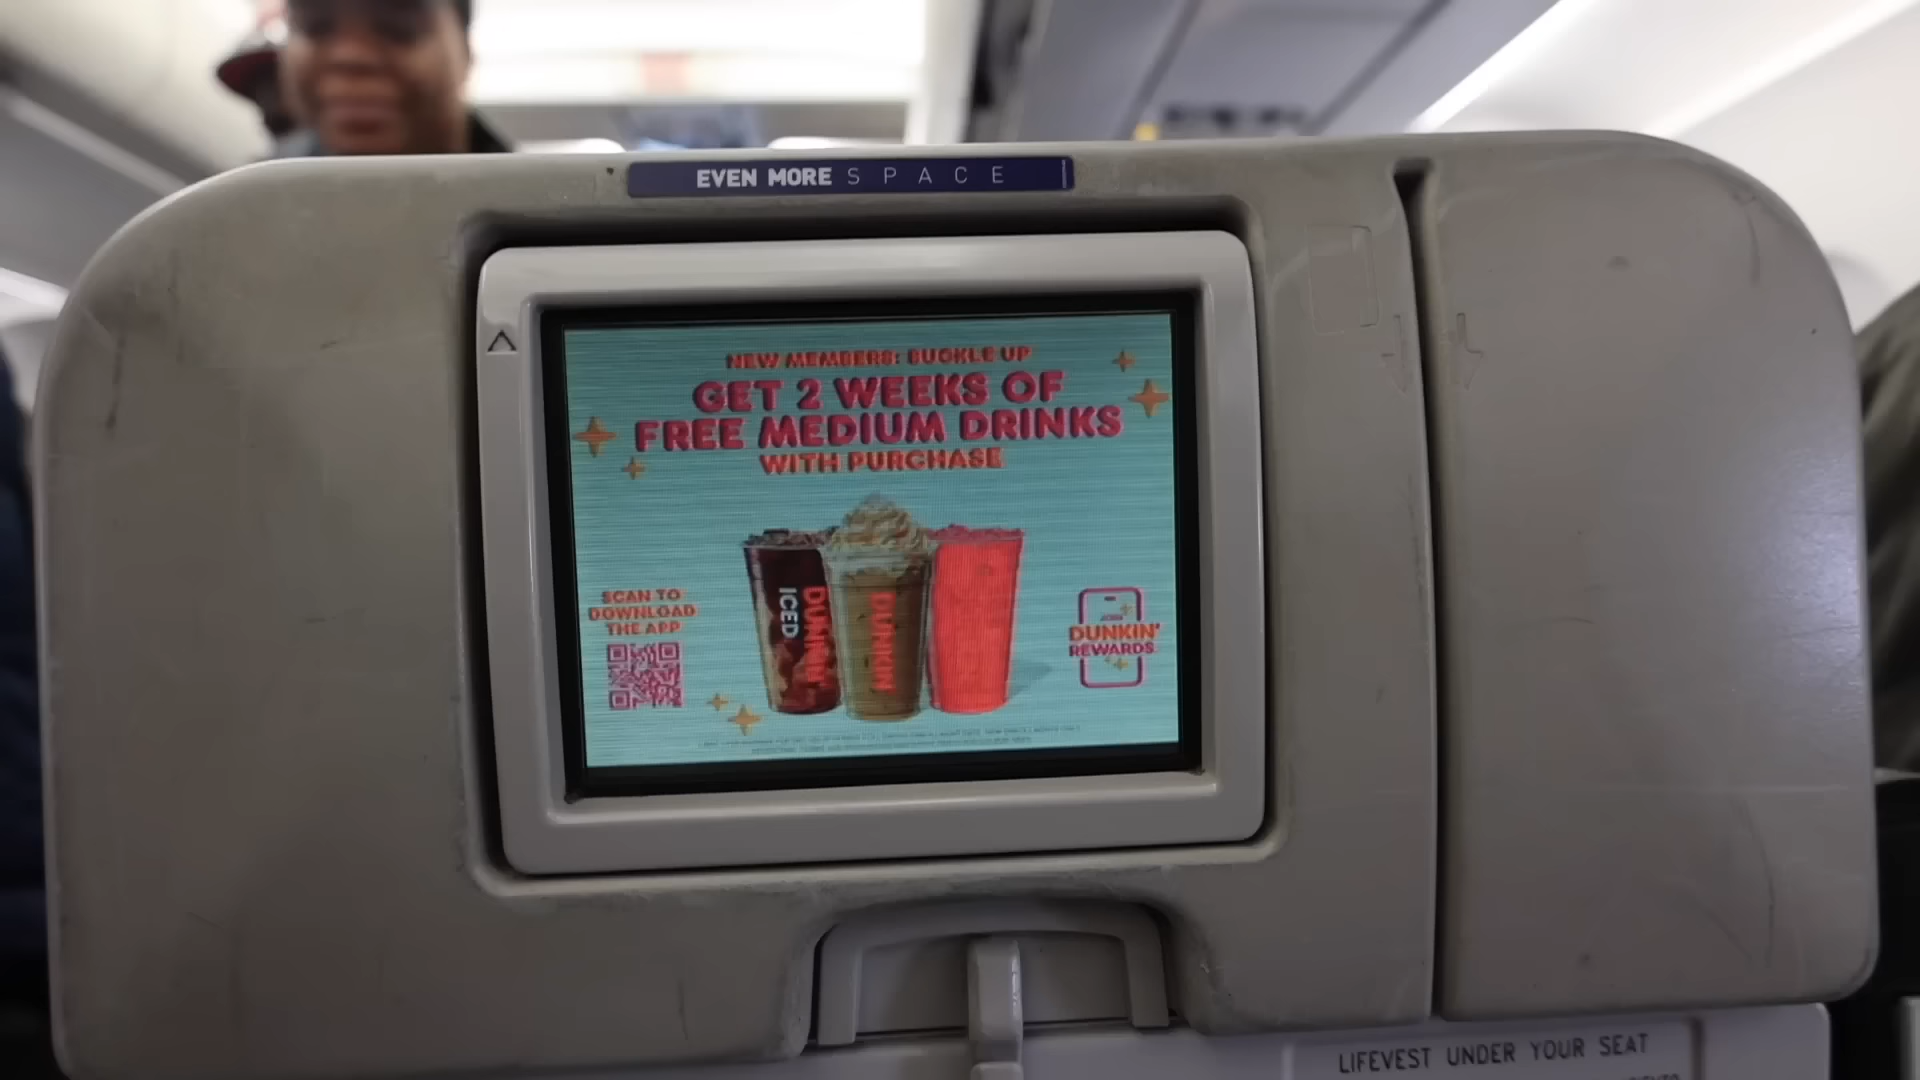 EVEN MORE SPACE
NEW MEMBERS: BUCKLE UP
GET 2 WEEKS OF
FREE MEDIUM DRINKS
WITH PURCHASE
SCAN TO
DOWNLOAD
THE APP
DUNKIN'
ICED
DUNKIN'
DUNKIN'
REWARDS
LIFEVEST UNDER YOUR SEAT